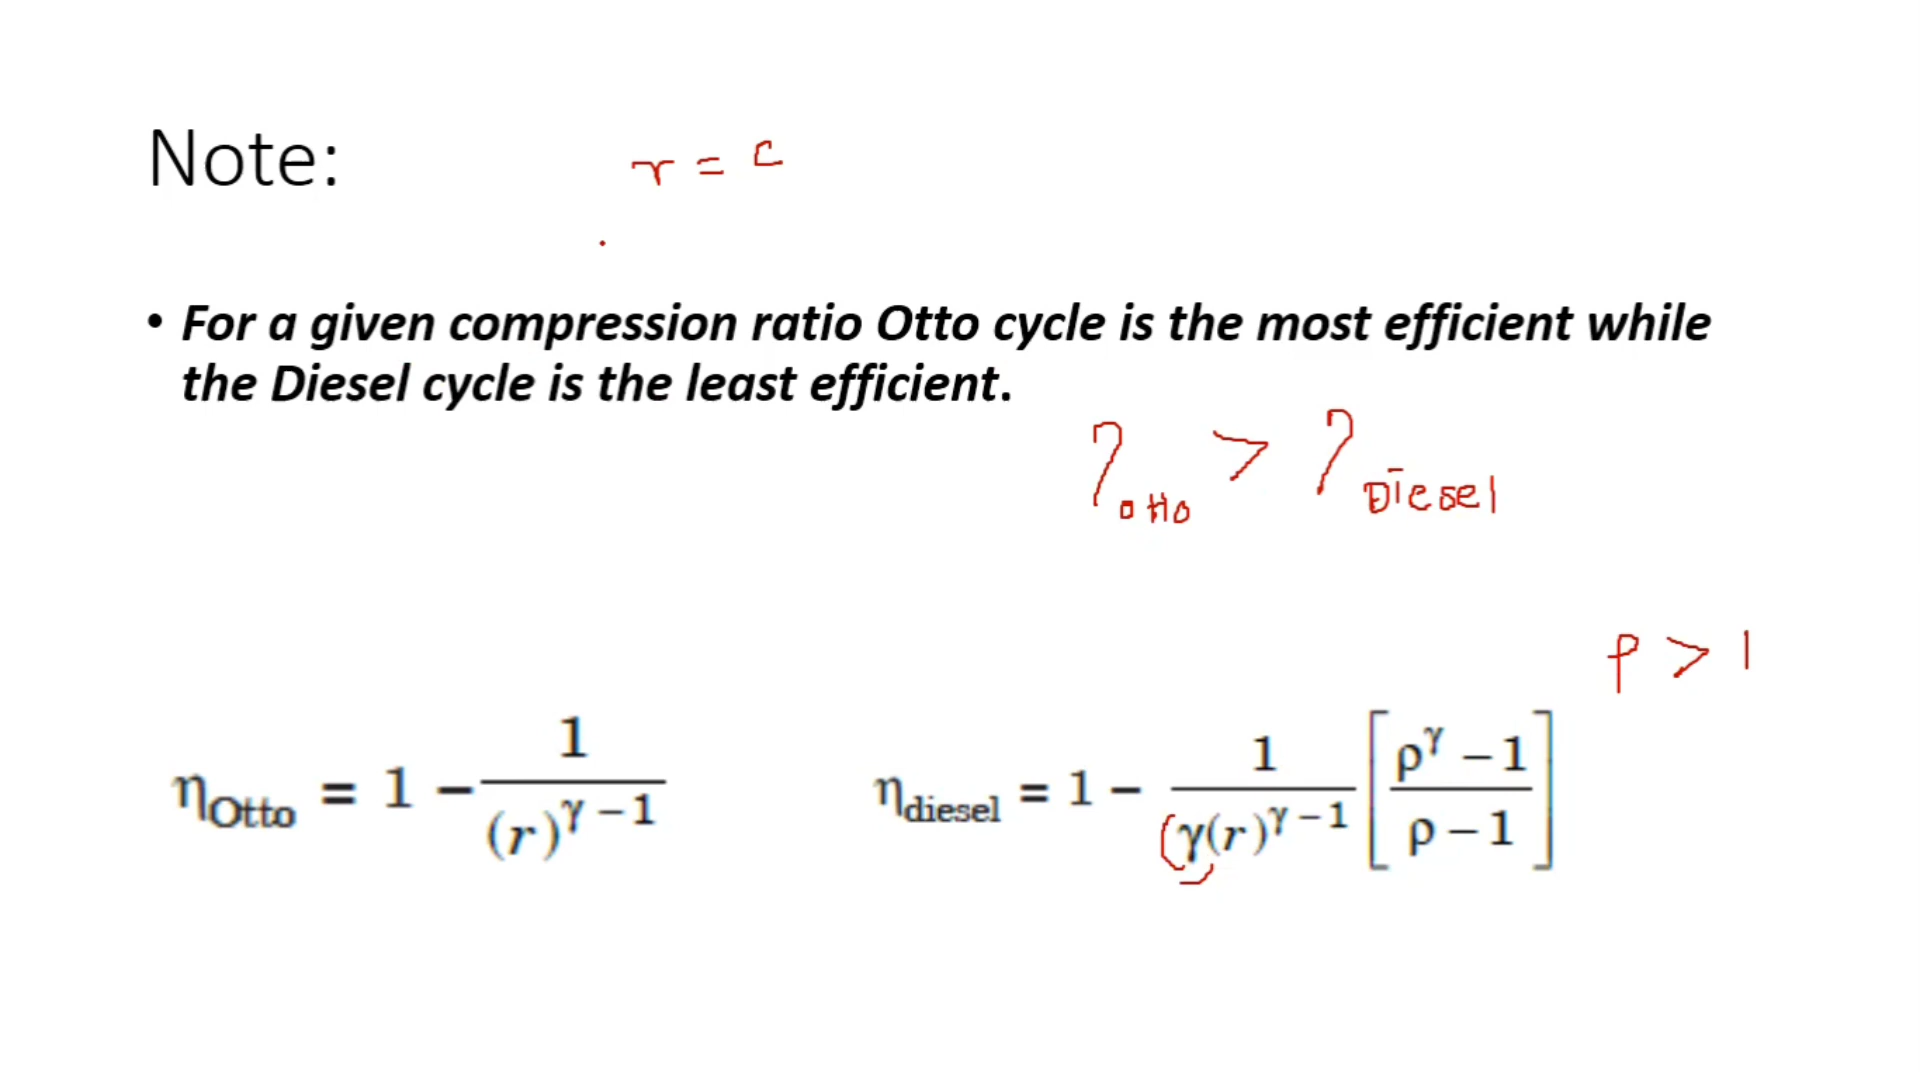 Note:
r = c
• For a given compression ratio Otto cycle is the most efficient while
the Diesel cycle is the least efficient.
η_Otto > η_Diesel
ρ > 1
η_Otto = 1 - 1/(r)^(γ-1)
η_diesel = 1 - 1/(γ(r)^(γ-1)) [(ρ^γ - 1)/(ρ - 1)]